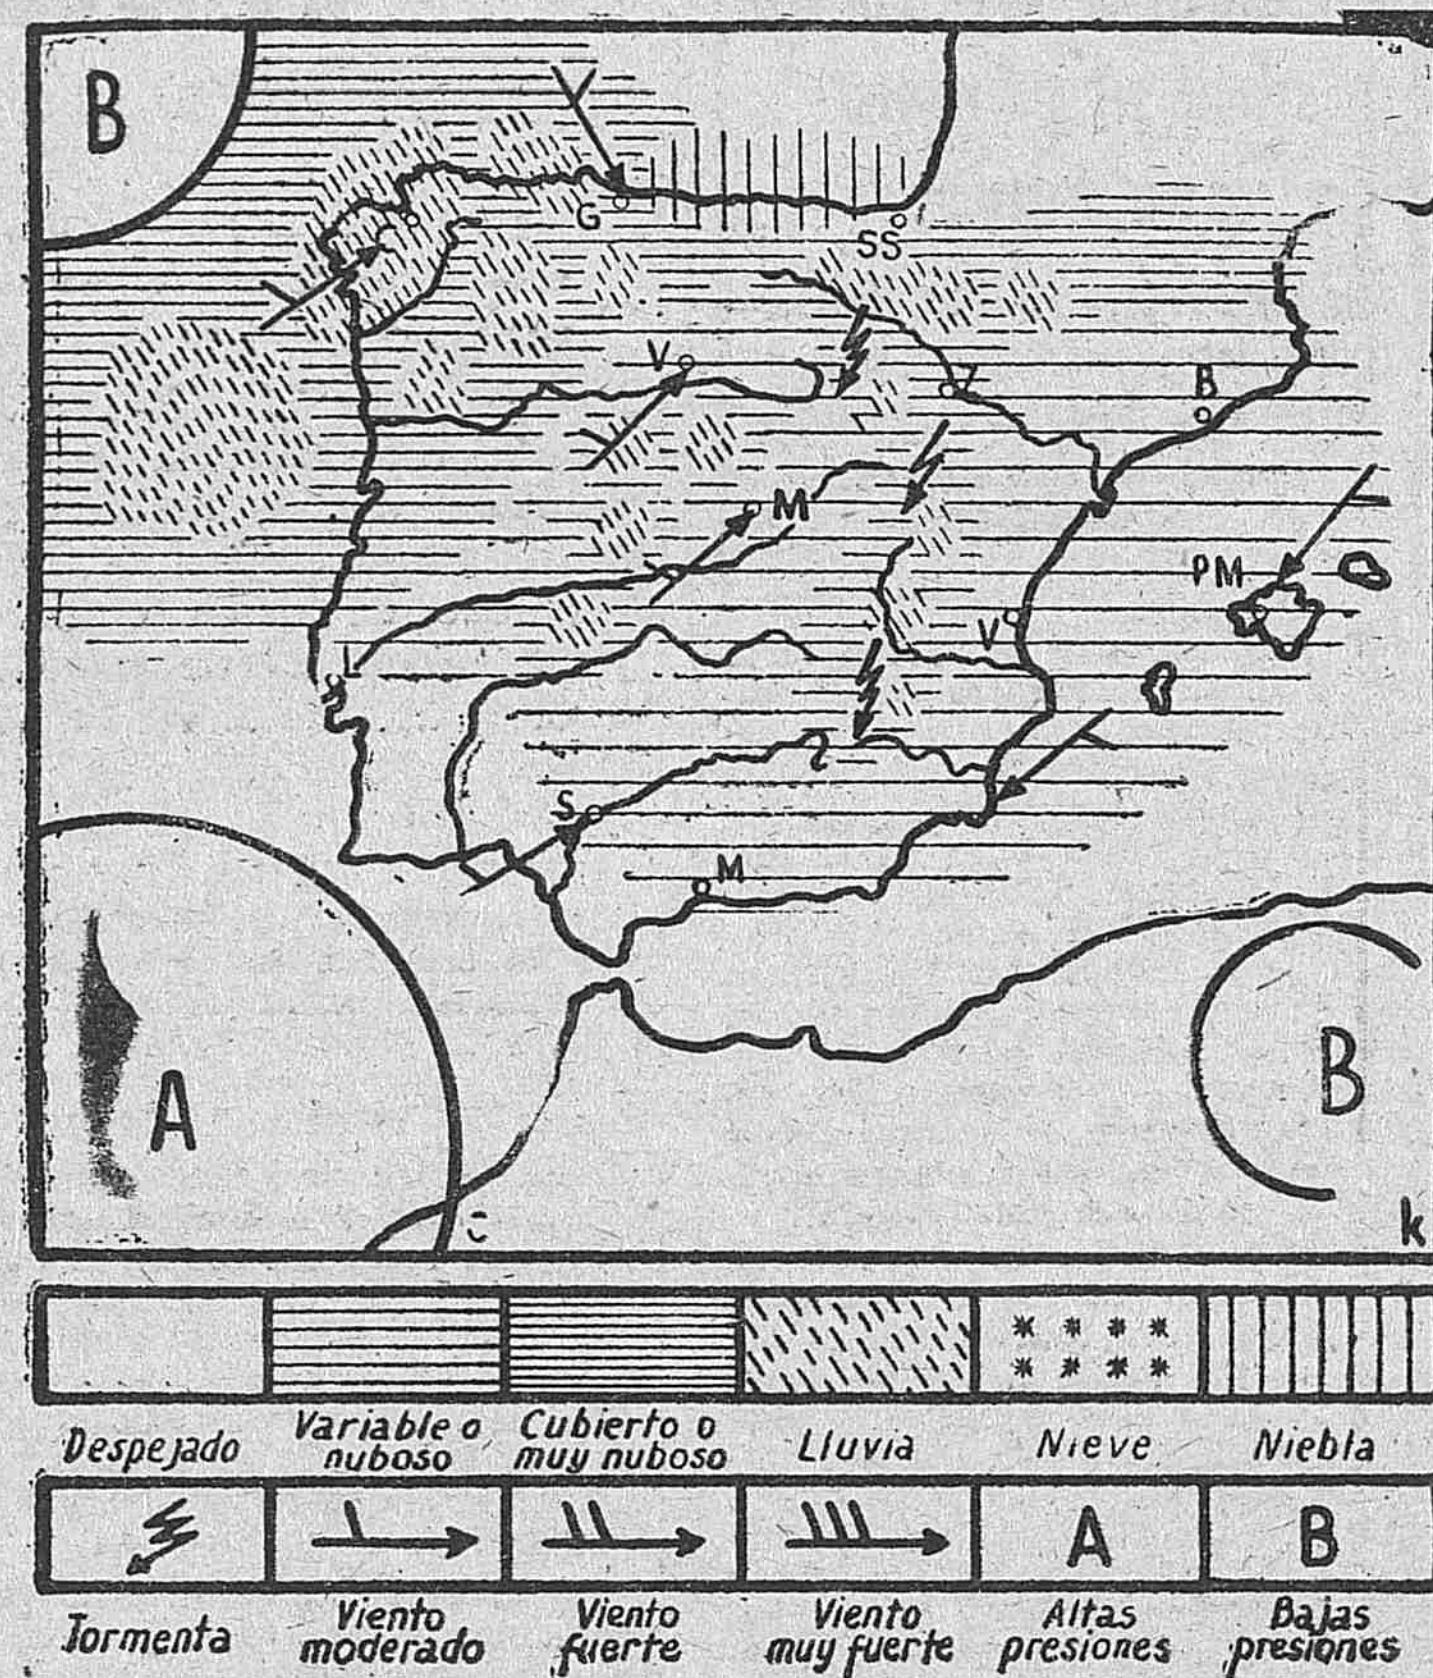 B
G
SS
V
B
M
PM
V
L
S
M
A
B
k
Despejado
Variable o
nuboso
Cubierto o
muy nuboso
Lluvia
Nieve
Niebla
A
B
Tormenta
Viento
moderado
Viento
fuerte
Viento
muy fuerte
Altas
presiones
Bajas
presiones